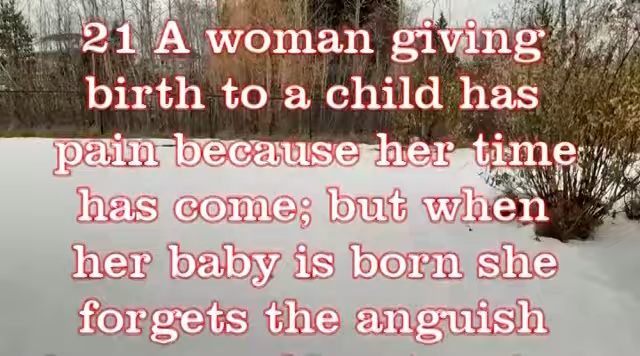 21 A woman giving
birth to a child has
pain because her time
has come; but when
her baby is born she
forgets the anguish